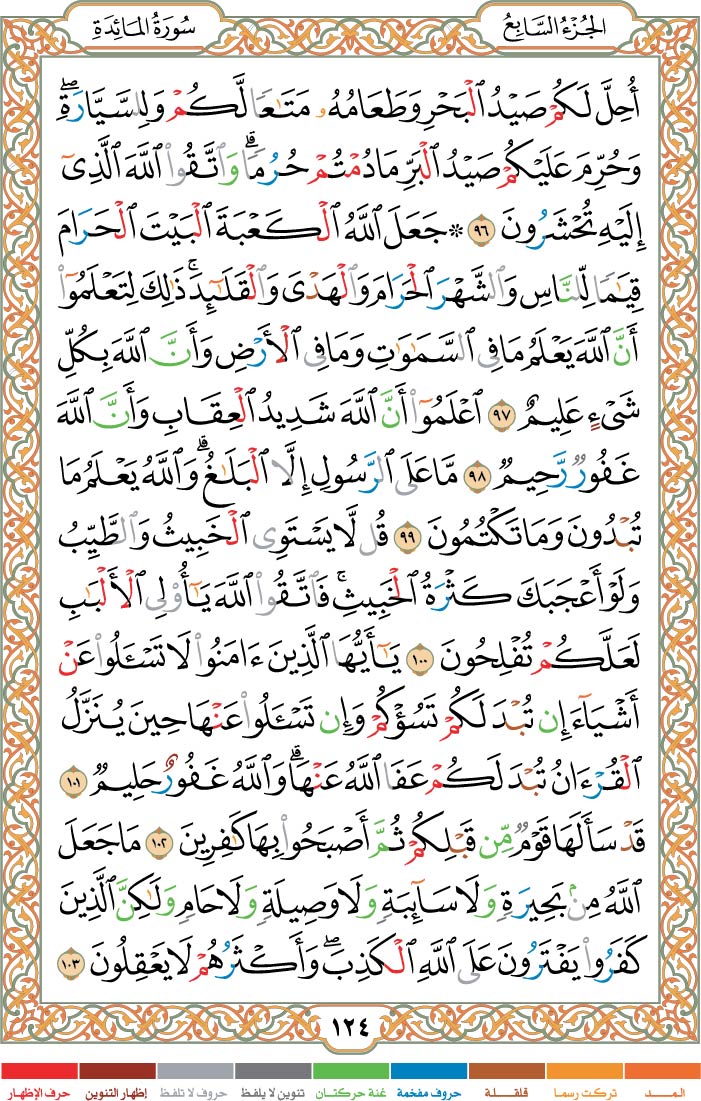 الجُزْءُ السَّابِعُ
سُورَةُ المَائِدَةِ
أُحِلَّ لَكُمْ صَيْدُ ٱلْبَحْرِ وَطَعَامُهُۥ مَتَٰعًا لَّكُمْ وَلِلسَّيَّارَةِۖ
وَحُرِّمَ عَلَيْكُمْ صَيْدُ ٱلْبَرِّ مَا دُمْتُمْ حُرُمًاۗ وَٱتَّقُوا۟ ٱللَّهَ ٱلَّذِىٓ
إِلَيْهِ تُحْشَرُونَ ٩٦ * جَعَلَ ٱللَّهُ ٱلْكَعْبَةَ ٱلْبَيْتَ ٱلْحَرَامَ
قِيَٰمًا لِّلنَّاسِ وَٱلشَّهْرَ ٱلْحَرَامَ وَٱلْهَدْىَ وَٱلْقَلَٰٓئِدَۚ ذَٰلِكَ لِتَعْلَمُوٓا۟
أَنَّ ٱللَّهَ يَعْلَمُ مَا فِى ٱلسَّمَٰوَٰتِ وَمَا فِى ٱلْأَرْضِ وَأَنَّ ٱللَّهَ بِكُلِّ
شَىْءٍ عَلِيمٌ ٩٧ ٱعْلَمُوٓا۟ أَنَّ ٱللَّهَ شَدِيدُ ٱلْعِقَابِ وَأَنَّ ٱللَّهَ
غَفُورٌ رَّحِيمٌ ٩٨ مَّا عَلَى ٱلرَّسُولِ إِلَّا ٱلْبَلَٰغُۗ وَٱللَّهُ يَعْلَمُ مَا
تُبْدُونَ وَمَا تَكْتُمُونَ ٩٩ قُل لَّا يَسْتَوِى ٱلْخَبِيثُ وَٱلطَّيِّبُ
وَلَوْ أَعْجَبَكَ كَثْرَةُ ٱلْخَبِيثِۚ فَٱتَّقُوا۟ ٱللَّهَ يَٰٓأُو۟لِى ٱلْأَلْبَٰبِ
لَعَلَّكُمْ تُفْلِحُونَ ١٠٠ يَٰٓأَيُّهَا ٱلَّذِينَ ءَامَنُوا۟ لَا تَسْـَٔلُوا۟ عَنْ
أَشْيَآءَ إِن تُبْدَ لَكُمْ تَسُؤْكُمْ وَإِن تَسْـَٔلُوا۟ عَنْهَا حِينَ يُنَزَّلُ
ٱلْقُرْءَانُ تُبْدَ لَكُمْ عَفَا ٱللَّهُ عَنْهَاۗ وَٱللَّهُ غَفُورٌ حَلِيمٌ ١٠١
قَدْ سَأَلَهَا قَوْمٌ مِّن قَبْلِكُمْ ثُمَّ أَصْبَحُوا۟ بِهَا كَٰفِرِينَ ١٠٢ مَا جَعَلَ
ٱللَّهُ مِنۢ بَحِيرَةٍ وَلَا سَآئِبَةٍ وَلَا وَصِيلَةٍ وَلَا حَامٍ وَلَٰكِنَّ ٱلَّذِينَ
كَفَرُوا۟ يَفْتَرُونَ عَلَى ٱللَّهِ ٱلْكَذِبَۖ وَأَكْثَرُهُمْ لَا يَعْقِلُونَ ١٠٣
١٢٤
المــد تركت رسما قلقلة حروف مفخمة غنة حركتان تنوين لا يلفظ حروف لا تلفظ إظهار التنوين حرف الإظهار